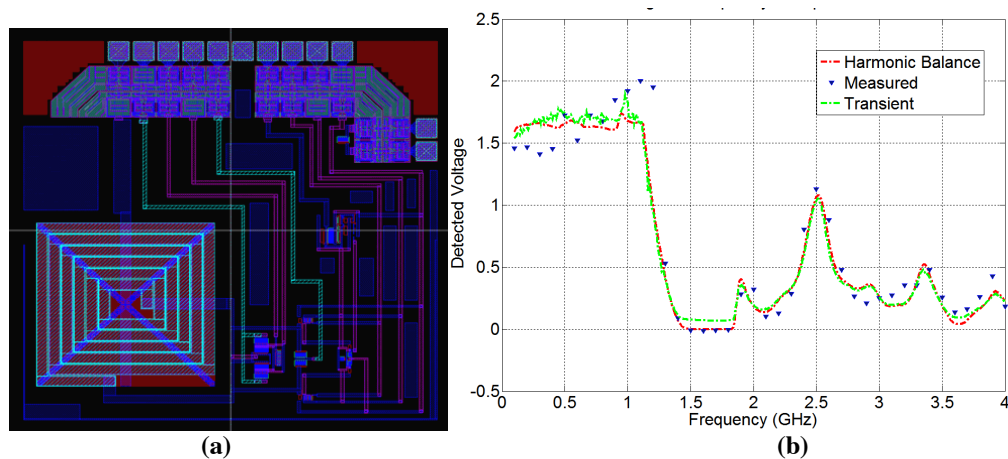 2.5
2
1.5
1
0.5
0
-0.5
Detected Voltage
Harmonic Balance
Measured
Transient
0 0.5 1 1.5 2 2.5 3 3.5 4
Frequency (GHz)
(a) (b)